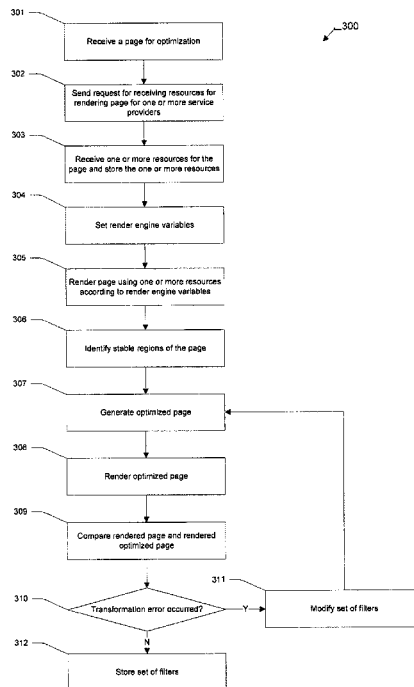 300
301
Receive a page for optimization
302
Send request for receiving resources for
rendering page for one or more service
providers
303
Receive one or more resources for the
page and store the one or more resources
304
Set render engine variables
305
Render page using one or more resources
according to render engine variables
306
Identify stable regions of the page
307
Generate optimized page
308
Render optimized page
309
Compare rendered page and rendered
optimized page
310
Transformation error occurred?
Y
311
Modify set of filters
N
312
Store set of filters